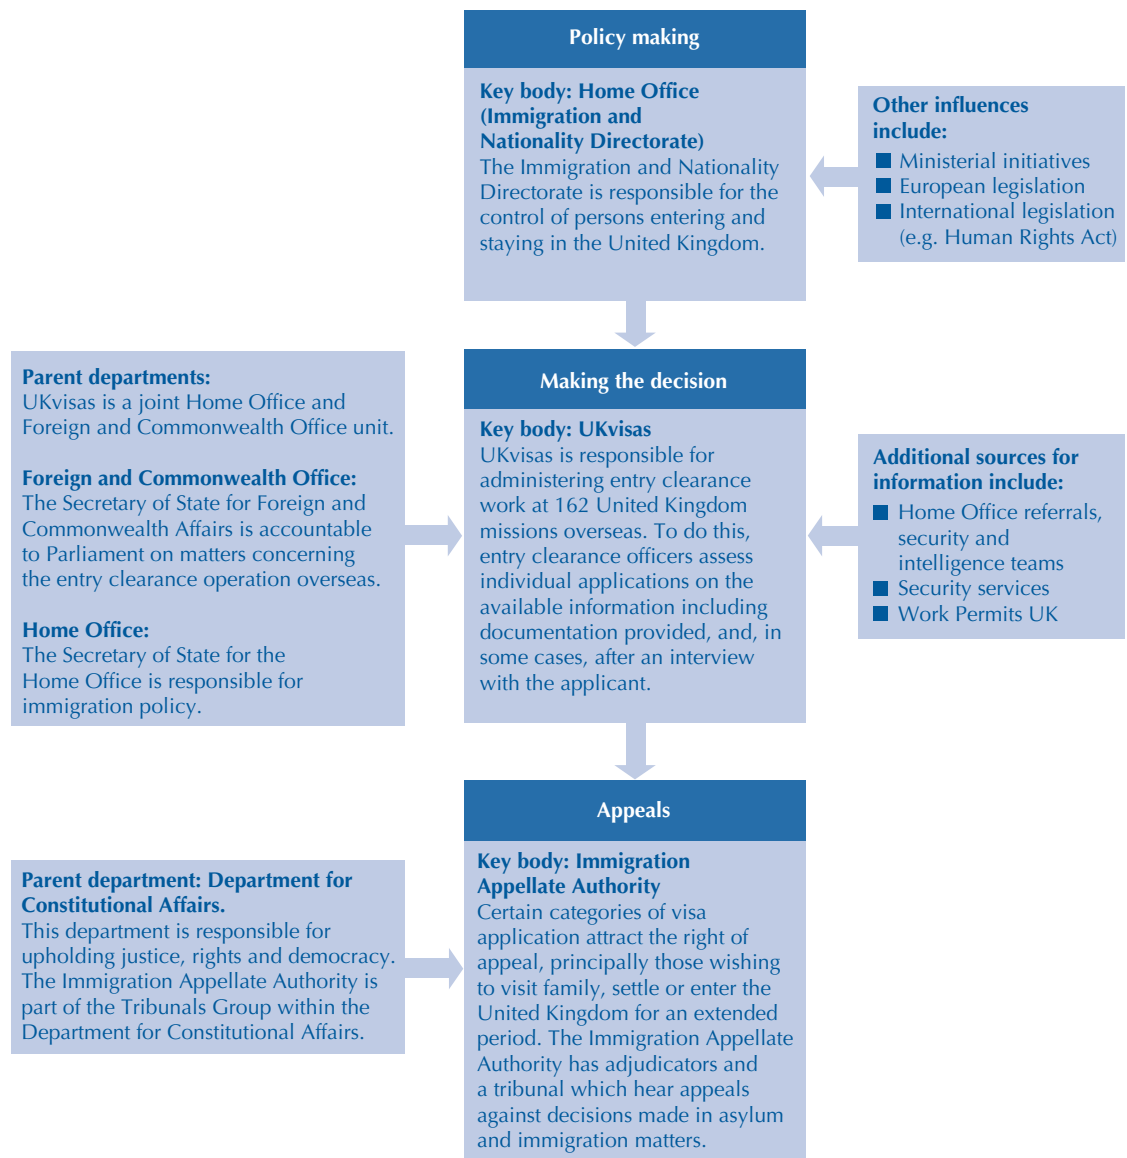 Policy making
Key body: Home Office
(Immigration and
Nationality Directorate)
The Immigration and Nationality
Directorate is responsible for the
control of persons entering and
staying in the United Kingdom.
Other influences
include:
Ministerial initiatives
European legislation
International legislation
(e.g. Human Rights Act)
Parent departments:
UKvisas is a joint Home Office and
Foreign and Commonwealth Office unit.
Foreign and Commonwealth Office:
The Secretary of State for Foreign and
Commonwealth Affairs is accountable
to Parliament on matters concerning
the entry clearance operation overseas.
Home Office:
The Secretary of State for the
Home Office is responsible for
immigration policy.
Making the decision
Key body: UKvisas
UKvisas is responsible for
administering entry clearance
work at 162 United Kingdom
missions overseas. To do this,
entry clearance officers assess
individual applications on the
available information including
documentation provided, and, in
some cases, after an interview
with the applicant.
Additional sources for
information include:
Home Office referrals,
security and
intelligence teams
Security services
Work Permits UK
Parent department: Department for
Constitutional Affairs.
This department is responsible for
upholding justice, rights and democracy.
The Immigration Appellate Authority is
part of the Tribunals Group within the
Department for Constitutional Affairs.
Appeals
Key body: Immigration
Appellate Authority
Certain categories of visa
application attract the right of
appeal, principally those wishing
to visit family, settle or enter the
United Kingdom for an extended
period. The Immigration Appellate
Authority has adjudicators and
a tribunal which hear appeals
against decisions made in asylum
and immigration matters.